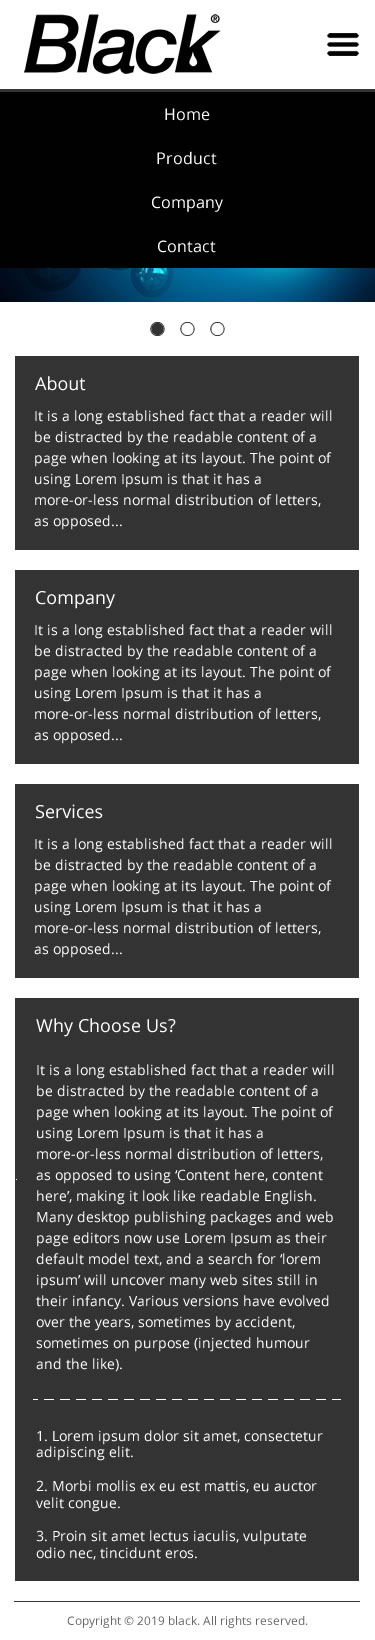 Black®
Home
Product
Company
Contact
About
It is a long established fact that a reader will
be distracted by the readable content of a
page when looking at its layout. The point of
using Lorem Ipsum is that it has a
more-or-less normal distribution of letters,
as opposed...
Company
It is a long established fact that a reader will
be distracted by the readable content of a
page when looking at its layout. The point of
using Lorem Ipsum is that it has a
more-or-less normal distribution of letters,
as opposed...
Services
It is a long established fact that a reader will
be distracted by the readable content of a
page when looking at its layout. The point of
using Lorem Ipsum is that it has a
more-or-less normal distribution of letters,
as opposed...
Why Choose Us?
It is a long established fact that a reader will
be distracted by the readable content of a
page when looking at its layout. The point of
using Lorem Ipsum is that it has a
more-or-less normal distribution of letters,
as opposed to using ‘Content here, content
here’, making it look like readable English.
Many desktop publishing packages and web
page editors now use Lorem Ipsum as their
default model text, and a search for ‘lorem
ipsum’ will uncover many web sites still in
their infancy. Various versions have evolved
over the years, sometimes by accident,
sometimes on purpose (injected humour
and the like).
1. Lorem ipsum dolor sit amet, consectetur
adipiscing elit.
2. Morbi mollis ex eu est mattis, eu auctor
velit congue.
3. Proin sit amet lectus iaculis, vulputate
odio nec, tincidunt eros.
Copyright © 2019 black. All rights reserved.